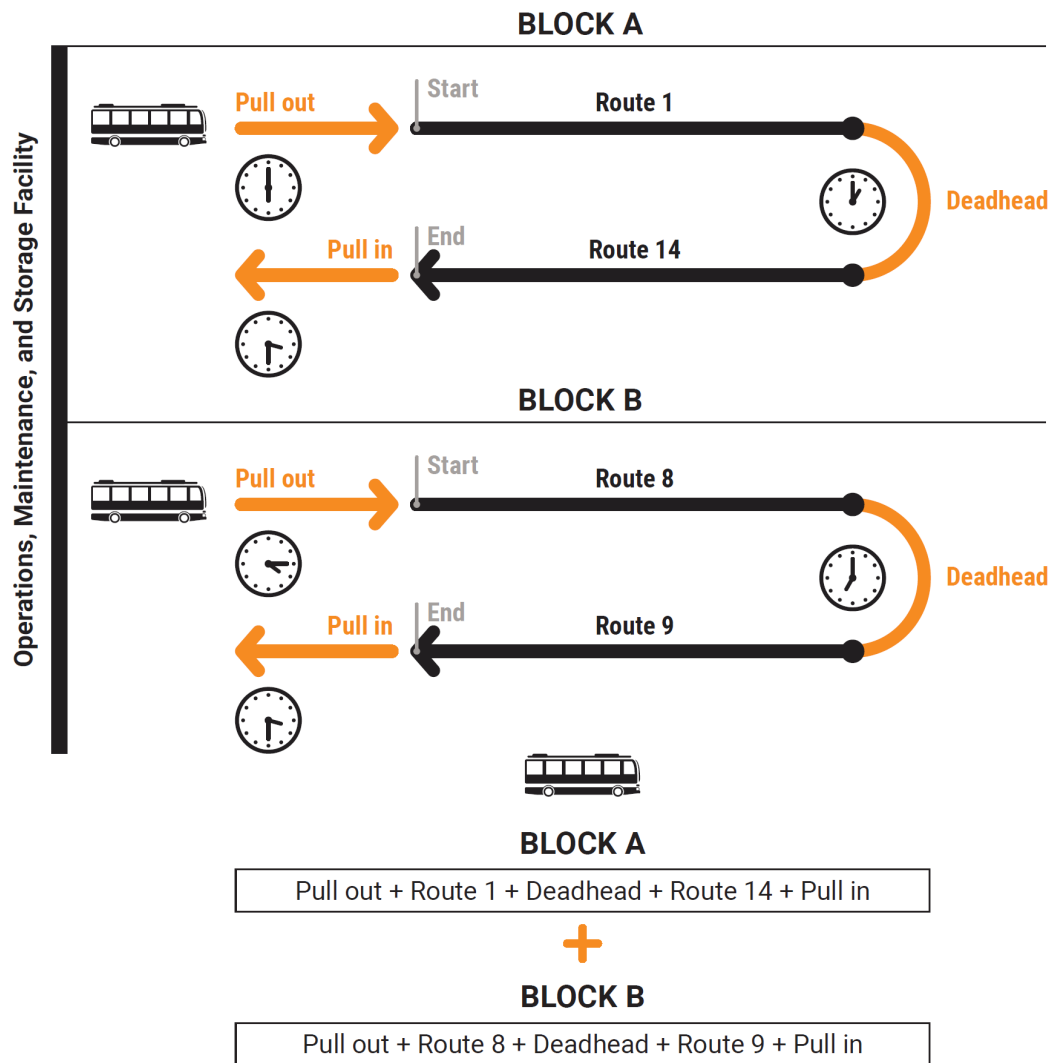 BLOCK A
Operations, Maintenance, and Storage Facility
Pull out
Start
Route 1
Deadhead
Pull in
End
Route 14
BLOCK B
Pull out
Start
Route 8
Deadhead
Pull in
End
Route 9
BLOCK A
Pull out + Route 1 + Deadhead + Route 14 + Pull in
+
BLOCK B
Pull out + Route 8 + Deadhead + Route 9 + Pull in